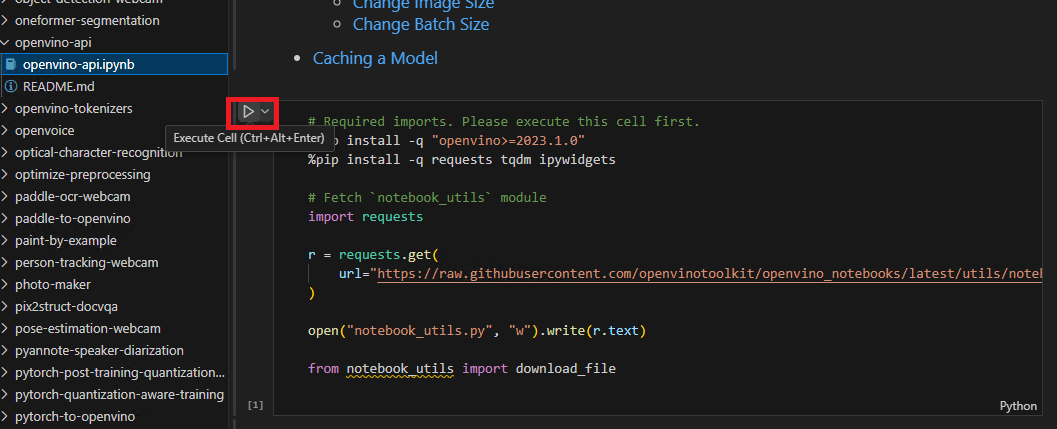 object-detection-webcam
oneformer-segmentation
openvino-api
openvino-api.ipynb
README.md
openvino-tokenizers
openvoice
optical-character-recognition
optimize-preprocessing
paddle-ocr-webcam
paddle-to-openvino
paint-by-example
person-tracking-webcam
photo-maker
pix2struct-docvqa
pose-estimation-webcam
pyannote-speaker-diarization
pytorch-post-training-quantization...
pytorch-quantization-aware-training
pytorch-to-openvino
Change Image Size
Change Batch Size
Caching a Model
Execute Cell (Ctrl+Alt+Enter)
# Required imports. Please execute this cell first.
p install -q "openvino>=2023.1.0"
%pip install -q requests tqdm ipywidgets
# Fetch `notebook_utils` module
import requests
r = requests.get(
url="https://raw.githubusercontent.com/openvinotoolkit/openvino_notebooks/latest/utils/noteb
)
open("notebook_utils.py", "w").write(r.text)
from notebook_utils import download_file
[1]
Python